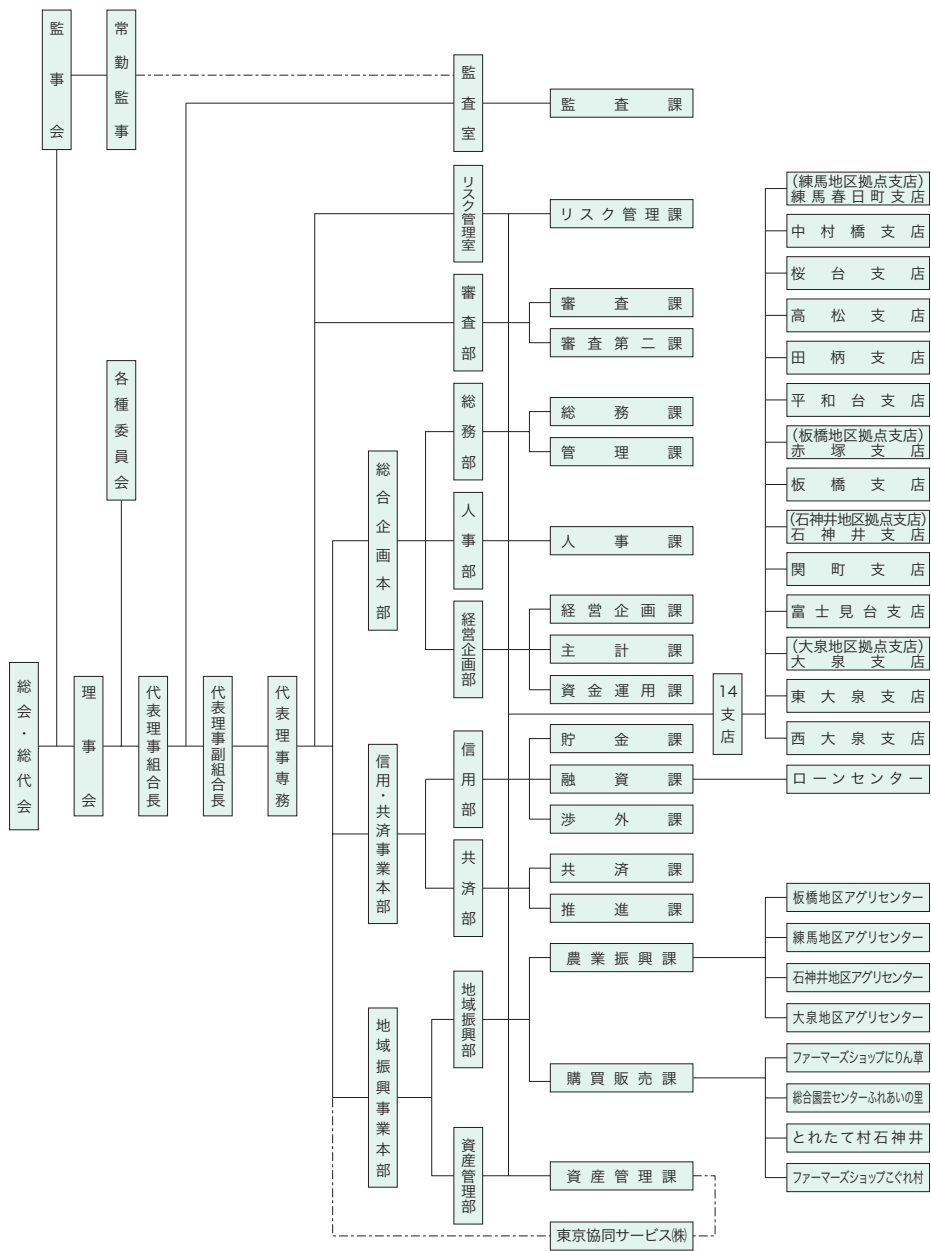 監事会
常勤監事
総会・総代会
理事会
各種委員会
代表理事組合長
代表理事副組合長
代表理事専務
総合企画本部
信用・共済事業本部
地域振興事業本部
監査室
リスク管理室
審査部
総務部
人事部
経営企画部
信用部
共済部
地域振興部
資産管理部
監査課
リスク管理課
審査課
審査第二課
総務課
管理課
人事課
経営企画課
主計課
資金運用課
貯金課
融資課
渉外課
共済課
推進課
農業振興課
購買販売課
資産管理課
東京協同サービス㈱
14支店
(練馬地区拠点支店)
練馬春日町支店
中村橋支店
桜台支店
高松支店
田柄支店
平和台支店
(板橋地区拠点支店)
赤塚支店
板橋支店
(石神井地区拠点支店)
石神井支店
関町支店
富士見台支店
(大泉地区拠点支店)
大泉支店
東大泉支店
西大泉支店
ローンセンター
板橋地区アグリセンター
練馬地区アグリセンター
石神井地区アグリセンター
大泉地区アグリセンター
ファーマーズショップにりん草
総合園芸センターふれあいの里
とれたて村石神井
ファーマーズショップこぐれ村